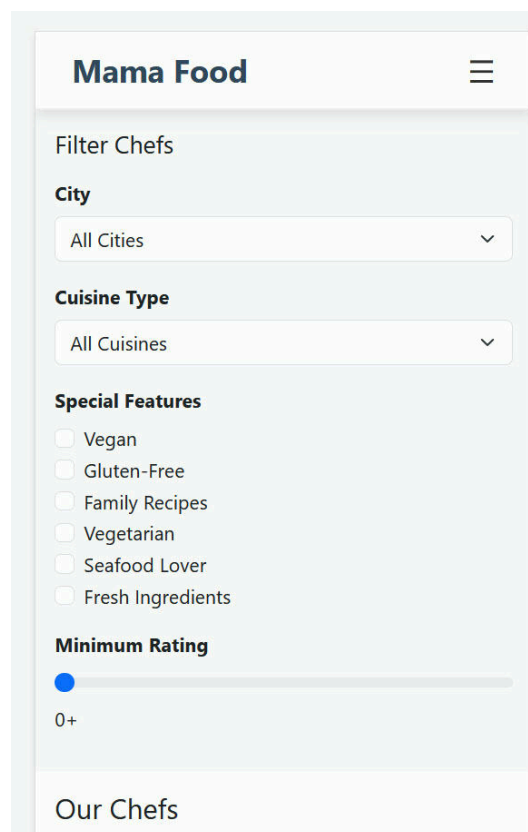 Mama Food
Filter Chefs
City
All Cities
Cuisine Type
All Cuisines
Special Features
Vegan
Gluten-Free
Family Recipes
Vegetarian
Seafood Lover
Fresh Ingredients
Minimum Rating
0+
Our Chefs